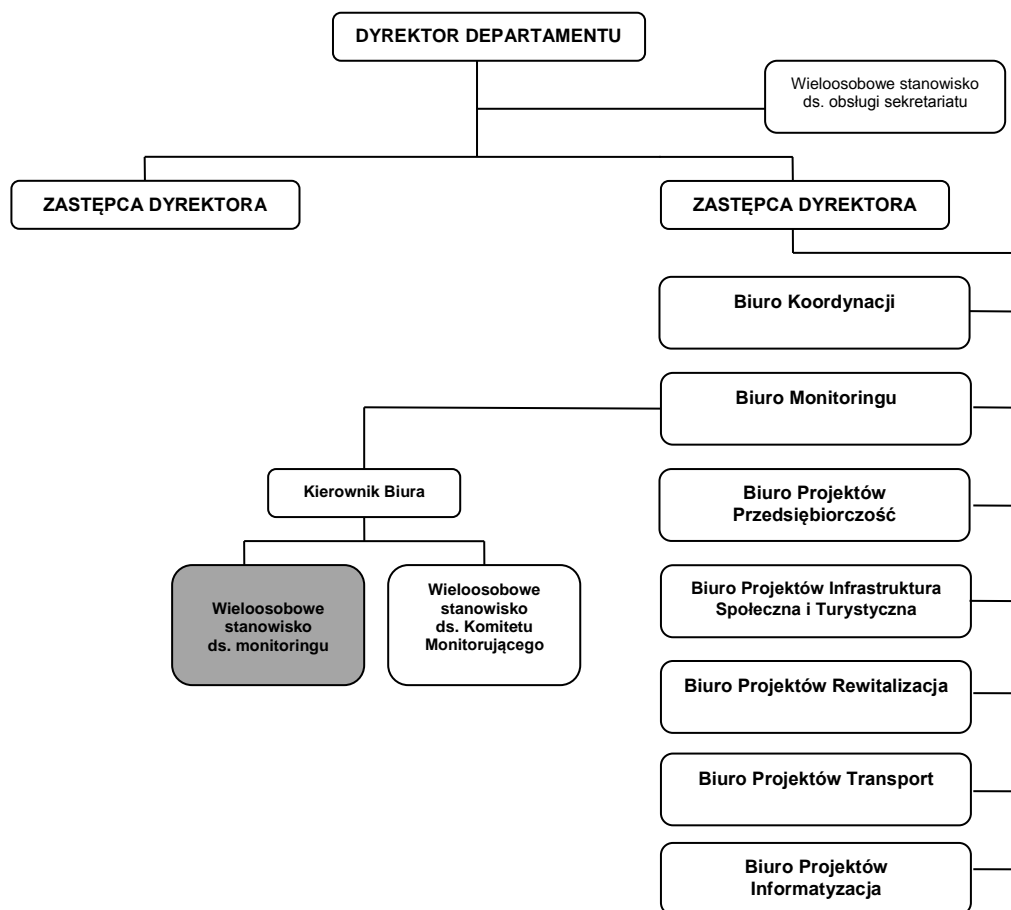 DYREKTOR DEPARTAMENTU
Wieloosobowe stanowisko
ds. obsługi sekretariatu
ZASTĘPCA DYREKTORA
ZASTĘPCA DYREKTORA
Biuro Koordynacji
Biuro Monitoringu
Kierownik Biura
Wieloosobowe
stanowisko
ds. monitoringu
Wieloosobowe
stanowisko
ds. Komitetu
Monitorującego
Biuro Projektów
Przedsiębiorczość
Biuro Projektów Infrastruktura
Społeczna i Turystyczna
Biuro Projektów Rewitalizacja
Biuro Projektów Transport
Biuro Projektów
Informatyzacja